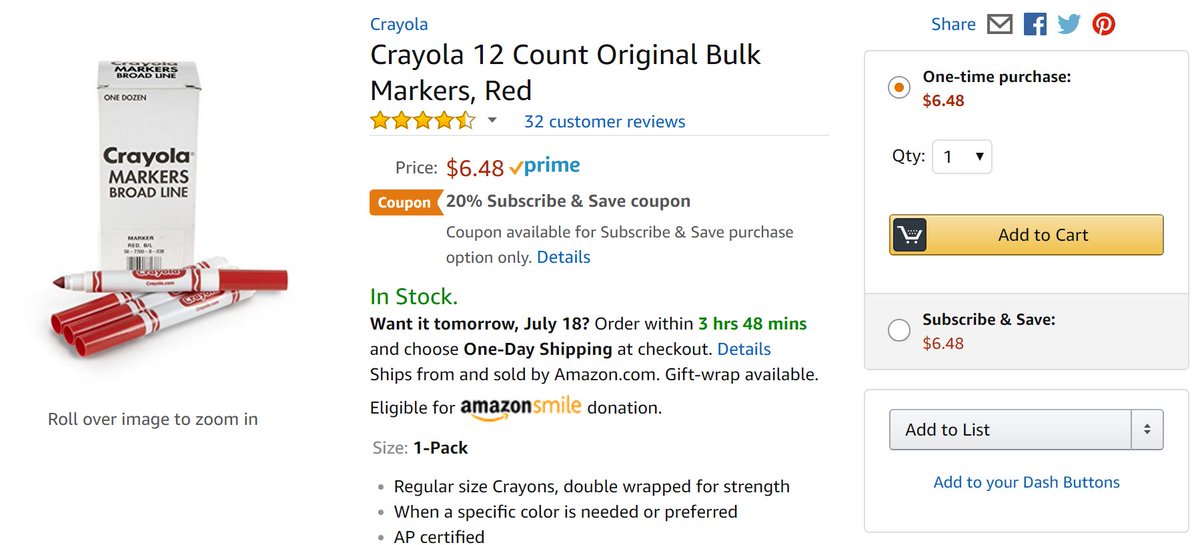 Crayola
MARKERS
BROAD LINE
ONE DOZEN
Crayola
MARKERS
BROAD LINE
MARKER
RED, B/L
Crayola
Crayola.com
Crayola
Crayola.com
Roll over image to zoom in
Crayola
Crayola 12 Count Original Bulk
Markers, Red
32 customer reviews
Price: $6.48 prime
Coupon 20% Subscribe & Save coupon
Coupon available for Subscribe & Save purchase
option only. Details
In Stock.
Want it tomorrow, July 18? Order within 3 hrs 48 mins
and choose One-Day Shipping at checkout. Details
Ships from and sold by Amazon.com. Gift-wrap available.
Eligible for amazonsmile donation.
Size: 1-Pack
• Regular size Crayons, double wrapped for strength
• When a specific color is needed or preferred
• AP certified
Share
One-time purchase:
$6.48
Qty: 1
Add to Cart
Subscribe & Save:
$6.48
Add to List
Add to your Dash Buttons